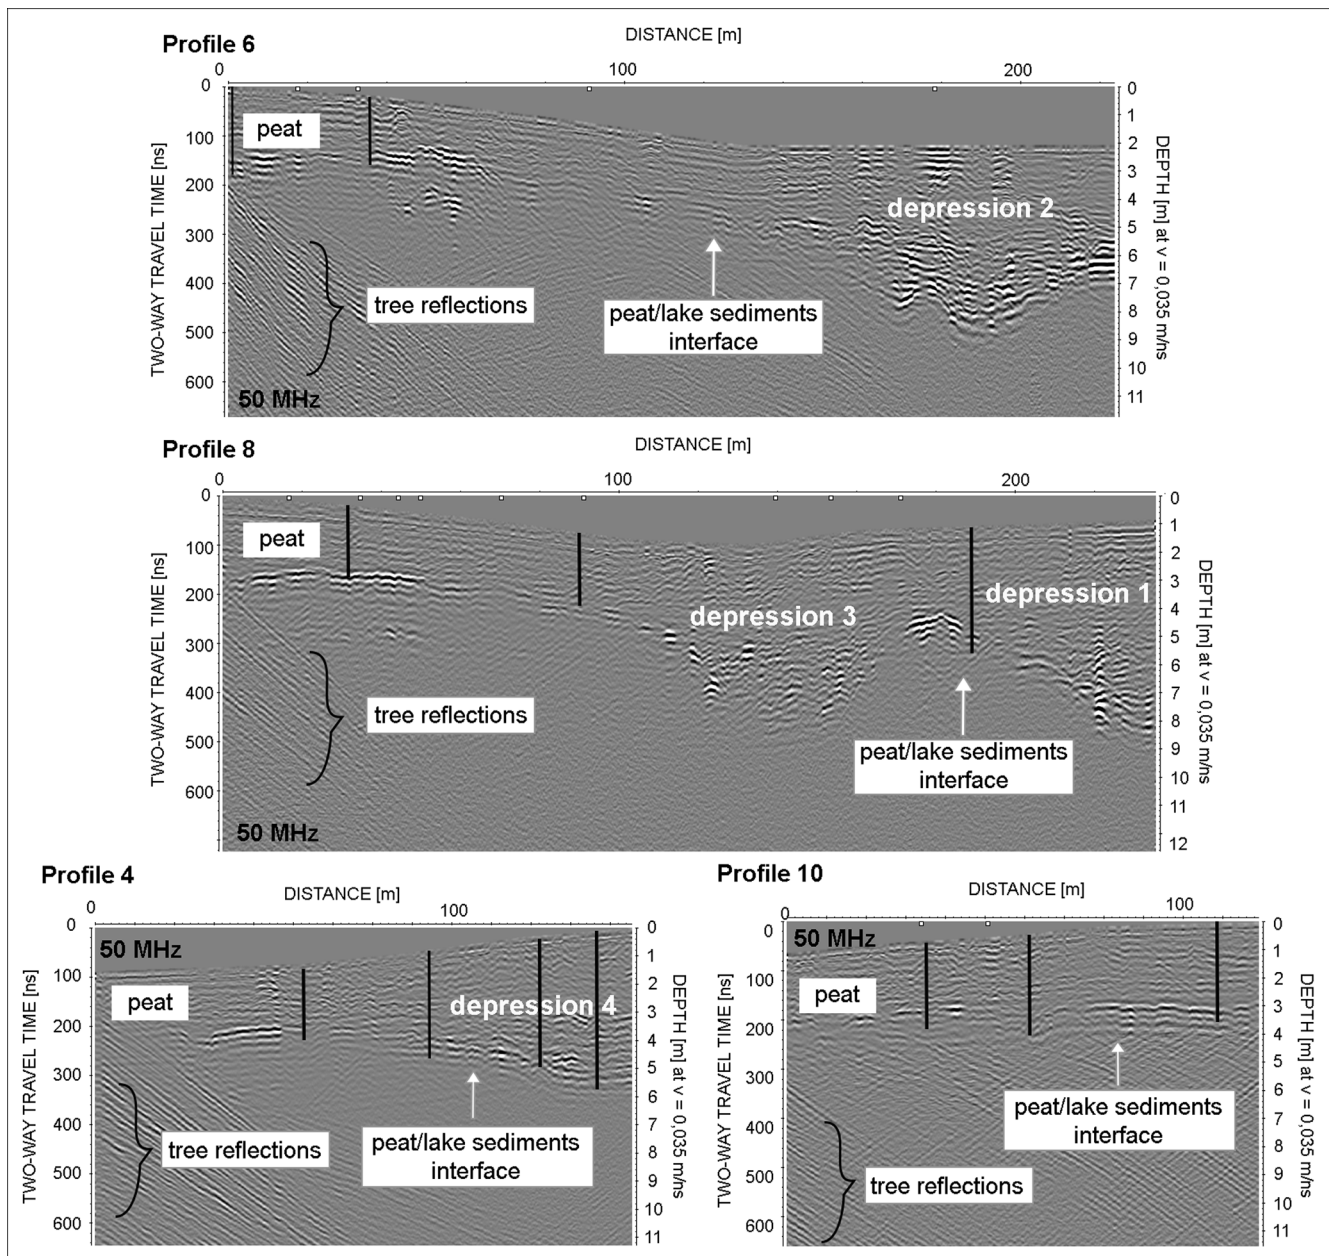 Profile 6
DISTANCE [m]
0 100 200
TWO-WAY TRAVEL TIME [ns]
0
100
200
300
400
500
600
peat
depression 2
tree reflections
peat/lake sediments
interface
50 MHz
0
1
2
3
4
5
6
7
8
9
10
11
DEPTH [m] at v = 0,035 m/ns
Profile 8
DISTANCE [m]
0 100 200
TWO-WAY TRAVEL TIME [ns]
0
100
200
300
400
500
600
peat
depression 3
depression 1
tree reflections
peat/lake sediments
interface
50 MHz
0
1
2
3
4
5
6
7
8
9
10
11
12
DEPTH [m] at v = 0,035 m/ns
Profile 4
DISTANCE [m]
0 100
TWO-WAY TRAVEL TIME [ns]
0
100
200
300
400
500
600
50 MHz
peat
depression 4
tree reflections
peat/lake sediments
interface
0
1
2
3
4
5
6
7
8
9
10
11
DEPTH [m] at v = 0,035 m/ns
Profile 10
DISTANCE [m]
0 100
TWO-WAY TRAVEL TIME [ns]
0
100
200
300
400
500
600
50 MHz
peat
peat/lake sediments
interface
tree reflections
0
1
2
3
4
5
6
7
8
9
10
11
DEPTH [m] at v = 0,035 m/ns